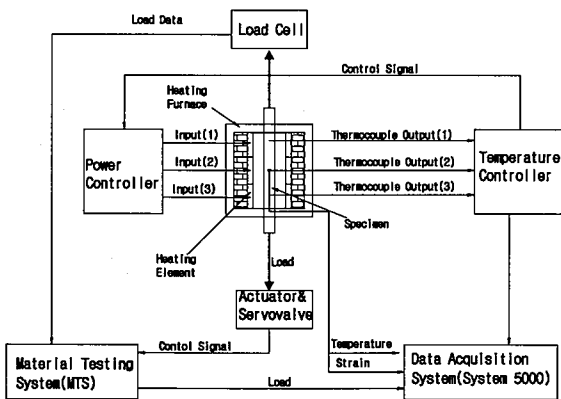 Load Data
Load Cell
Control Signal
Heating
Furnace
Input(1)
Thermocouple Output(1)
Power
Controller
Input(2)
Thermocouple Output(2)
Temperature
Controller
Input(3)
Thermocouple Output(3)
Specimen
Heating
Element
Load
Actuator&
Servovalve
Contol Signal
Temperature
Strain
Material Testing
System(MTS)
Load
Data Acquisition
System(System 5000)